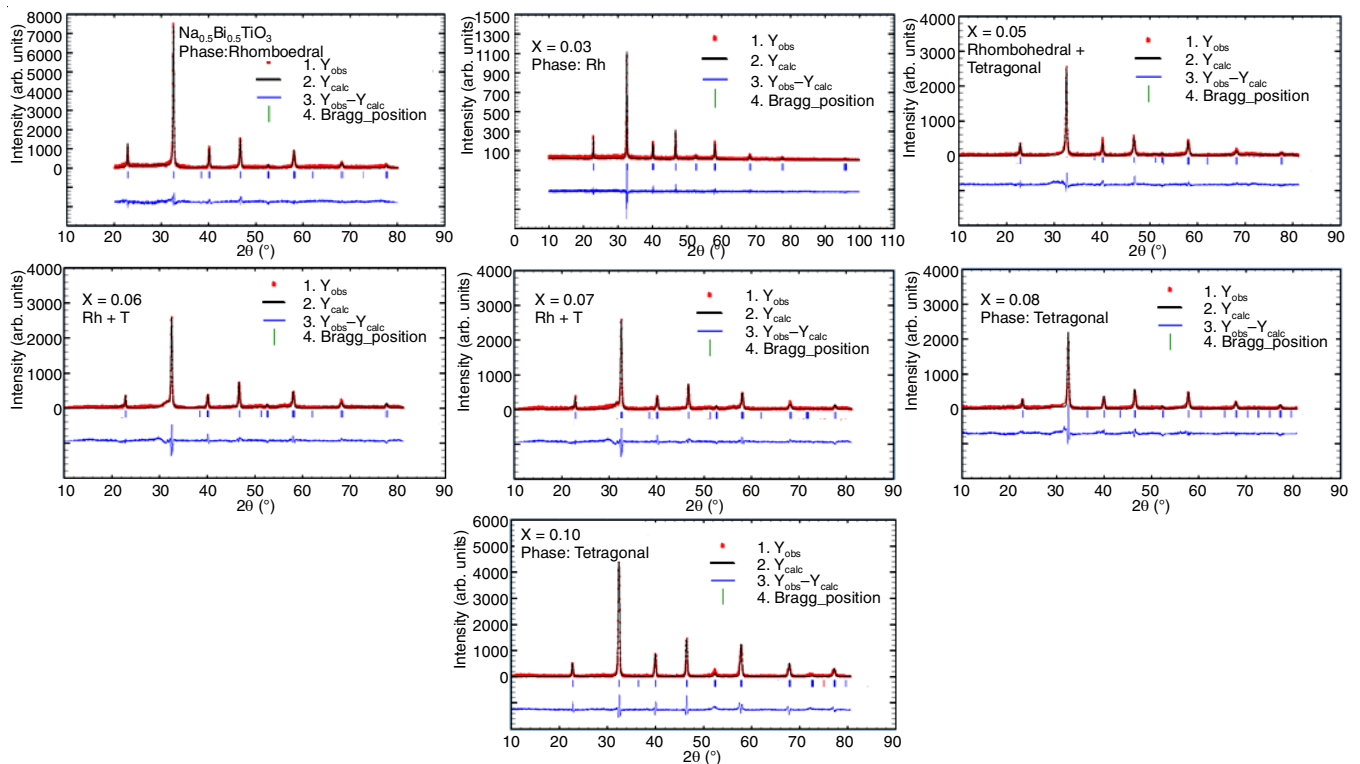 Na0.5Bi0.5TiO3
Phase:Rhomboedral
1. Yobs
2. Ycalc
3. Yobs–Ycalc
4. Bragg_position
Intensity (arb. units)
8000
7000
6000
5000
4000
3000
2000
1000
0
10 20 30 40 50 60 70 80 90
2θ (°)
X = 0.03
Phase: Rh
1. Yobs
2. Ycalc
3. Yobs–Ycalc
4. Bragg_position
Intensity (arb. units)
1500
1300
1100
900
700
500
300
100
0 10 20 30 40 50 60 70 80 90 100 110
2θ (°)
X = 0.05
Rhombohedral +
Tetragonal
1. Yobs
2. Ycalc
3. Yobs–Ycalc
4. Bragg_position
Intensity (arb. units)
4000
3000
2000
1000
0
10 20 30 40 50 60 70 80 90
2θ (°)
X = 0.06
Rh + T
1. Yobs
2. Ycalc
3. Yobs–Ycalc
4. Bragg_position
Intensity (arb. units)
4000
3000
2000
1000
0
10 20 30 40 50 60 70 80 90
2θ (°)
X = 0.07
Rh + T
1. Yobs
2. Ycalc
3. Yobs–Ycalc
4. Bragg_position
Intensity (arb. units)
4000
3000
2000
1000
0
10 20 30 40 50 60 70 80 90
2θ (°)
X = 0.08
Phase: Tetragonal
1. Yobs
2. Ycalc
3. Yobs–Ycalc
4. Bragg_position
Intensity (arb. units)
4000
3000
2000
1000
0
10 20 30 40 50 60 70 80 90
2θ (°)
X = 0.10
Phase: Tetragonal
1. Yobs
2. Ycalc
3. Yobs–Ycalc
4. Bragg_position
Intensity (arb. units)
6000
5000
4000
3000
2000
1000
0
10 20 30 40 50 60 70 80 90
2θ (°)